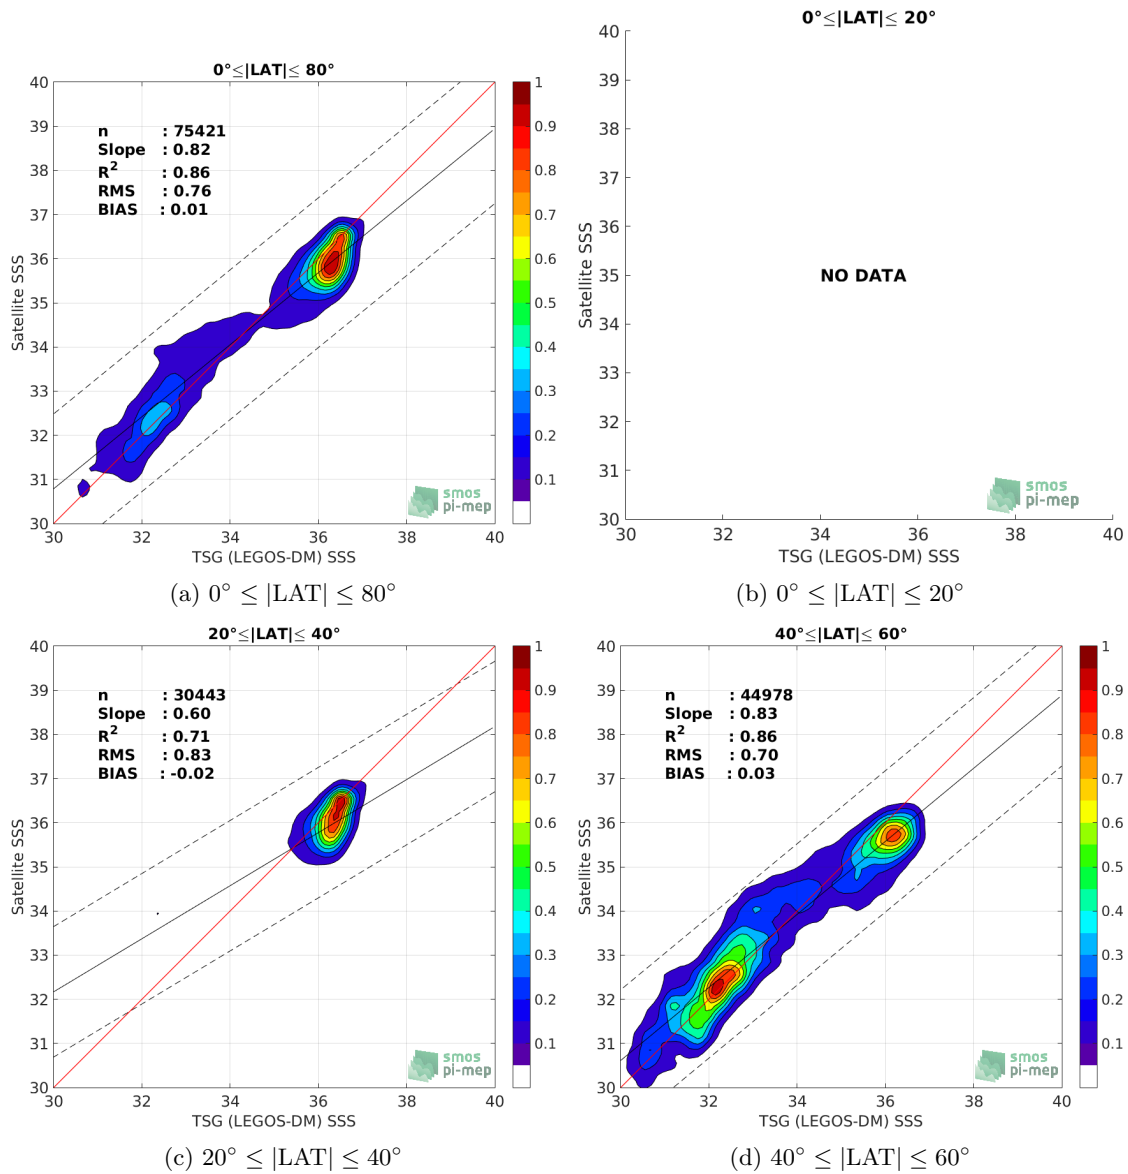 0°≤|LAT|≤ 80°
40
39
38
37
36
35
34
33
32
31
30
30
32
34
36
38
40
Satellite SSS
TSG (LEGOS-DM) SSS
n : 75421
Slope : 0.82
R² : 0.86
RMS : 0.76
BIAS : 0.01
1
0.9
0.8
0.7
0.6
0.5
0.4
0.3
0.2
0.1
smos
pi-mep
(a) 0° ≤ |LAT| ≤ 80°
0°≤|LAT|≤ 20°
40
39
38
37
36
35
34
33
32
31
30
30
32
34
36
38
40
Satellite SSS
TSG (LEGOS-DM) SSS
NO DATA
smos
pi-mep
(b) 0° ≤ |LAT| ≤ 20°
20°≤|LAT|≤ 40°
40
39
38
37
36
35
34
33
32
31
30
30
32
34
36
38
40
Satellite SSS
TSG (LEGOS-DM) SSS
n : 30443
Slope : 0.60
R² : 0.71
RMS : 0.83
BIAS : -0.02
1
0.9
0.8
0.7
0.6
0.5
0.4
0.3
0.2
0.1
smos
pi-mep
(c) 20° ≤ |LAT| ≤ 40°
40°≤|LAT|≤ 60°
40
39
38
37
36
35
34
33
32
31
30
30
32
34
36
38
40
Satellite SSS
TSG (LEGOS-DM) SSS
n : 44978
Slope : 0.83
R² : 0.86
RMS : 0.70
BIAS : 0.03
1
0.9
0.8
0.7
0.6
0.5
0.4
0.3
0.2
0.1
smos
pi-mep
(d) 40° ≤ |LAT| ≤ 60°